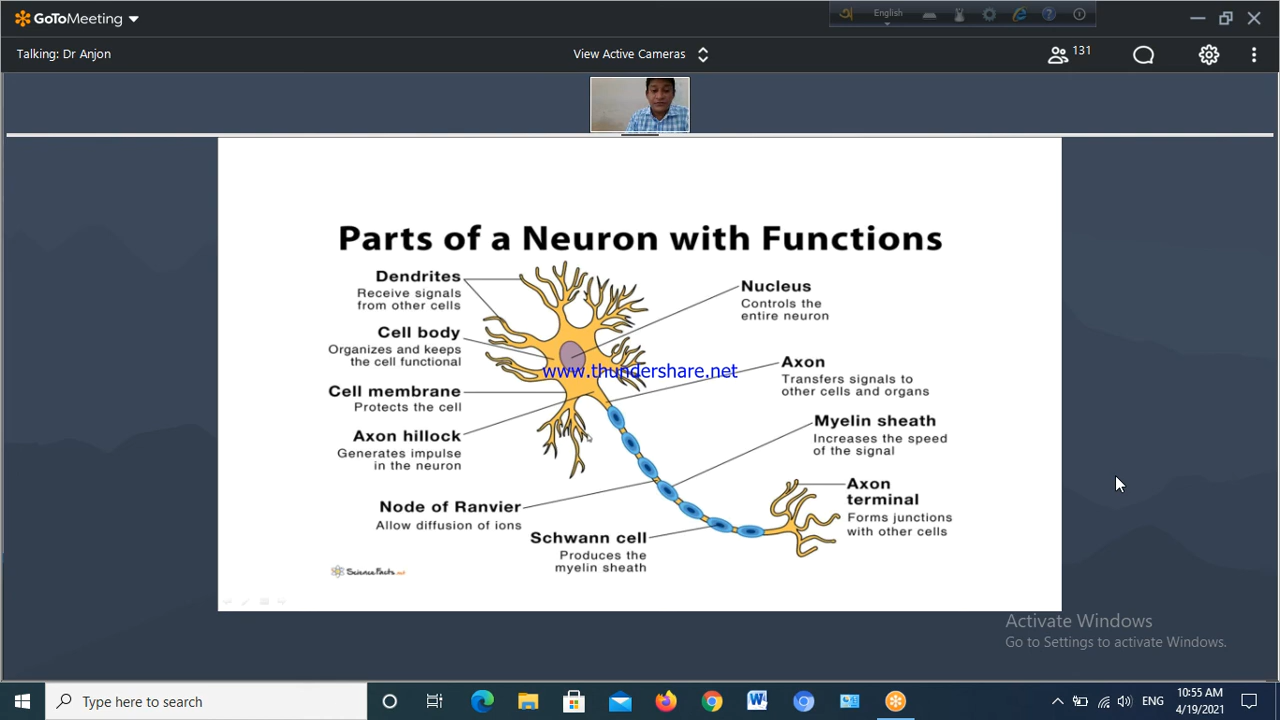 GoToMeeting
English
Talking: Dr Anjon
View Active Cameras
131
Parts of a Neuron with Functions
Dendrites
Receive signals
from other cells
Cell body
Organizes and keeps
the cell functional
Cell membrane
Protects the cell
Axon hillock
Generates impulse
in the neuron
Node of Ranvier
Allow diffusion of ions
Schwann cell
Produces the
myelin sheath
Nucleus
Controls the
entire neuron
www.thundershare.net
Axon
Transfers signals to
other cells and organs
Myelin sheath
Increases the speed
of the signal
Axon
terminal
Forms junctions
with other cells
ScienceFacts.net
Activate Windows
Go to Settings to activate Windows.
Type here to search
ENG
10:55 AM
4/19/2021